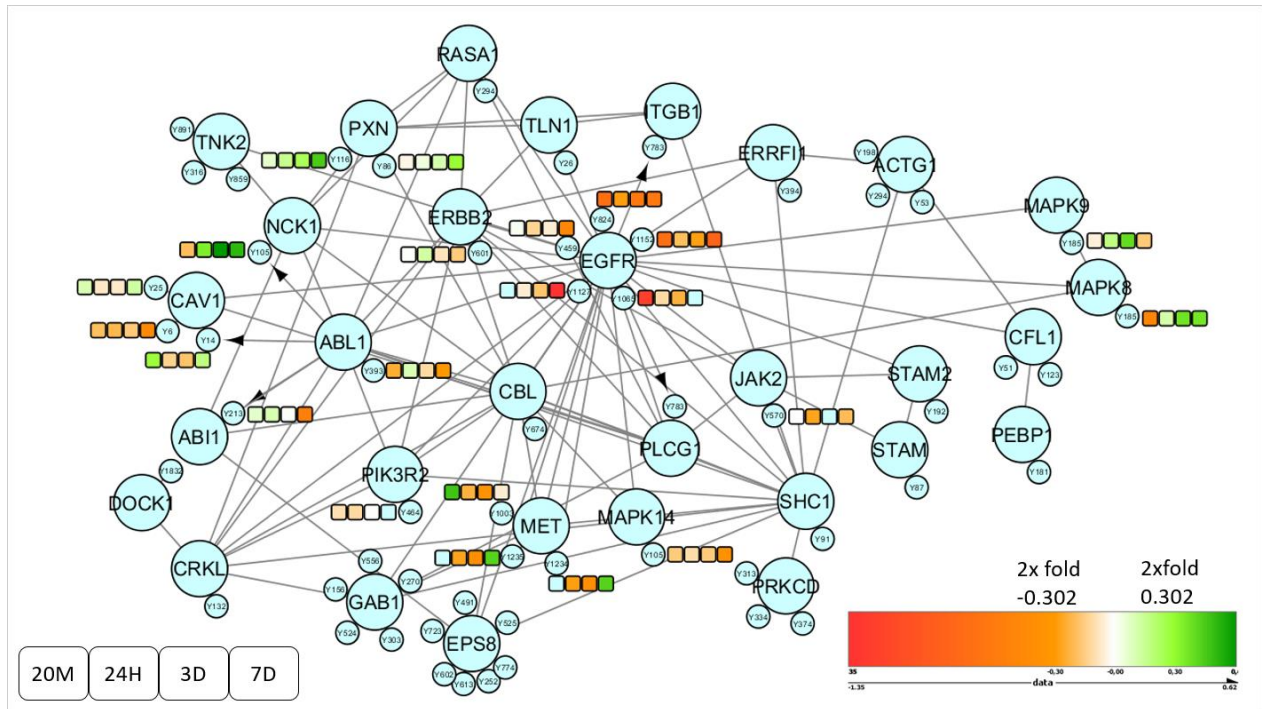 RASA1
Y294
PXN
TLN1
ITGB1
Y891
TNK2
Y116
Y86
Y26
Y783
ERRFI1
Y198
ACTG1
Y316
Y859
Y394
Y294
Y53
NCK1
ERBB2
Y824
MAPK9
Y105
Y601
Y459
Y1152
EGFR
Y185
CAV1
Y25
Y1127
Y1065
MAPK8
Y6
Y14
Y185
ABL1
CFL1
Y393
CBL
JAK2
STAM2
Y51
Y123
Y213
Y783
Y570
Y192
ABI1
Y674
PLCG1
STAM
PEBP1
Y1832
PIK3R2
Y181
DOCK1
Y464
Y1003
MET
MAPK14
SHC1
Y87
Y91
CRKL
Y556
Y1235
Y1234
Y105
Y132
Y156
Y270
GAB1
Y313
PRKCD
Y524
Y303
Y491
Y525
Y334
Y374
Y723
EPS8
Y602
Y613
Y252
Y774
2x fold
-0.302
2xfold
0.302
35
-0,30
-0,00
0,30
-1.35
data
0.62
20M
24H
3D
7D